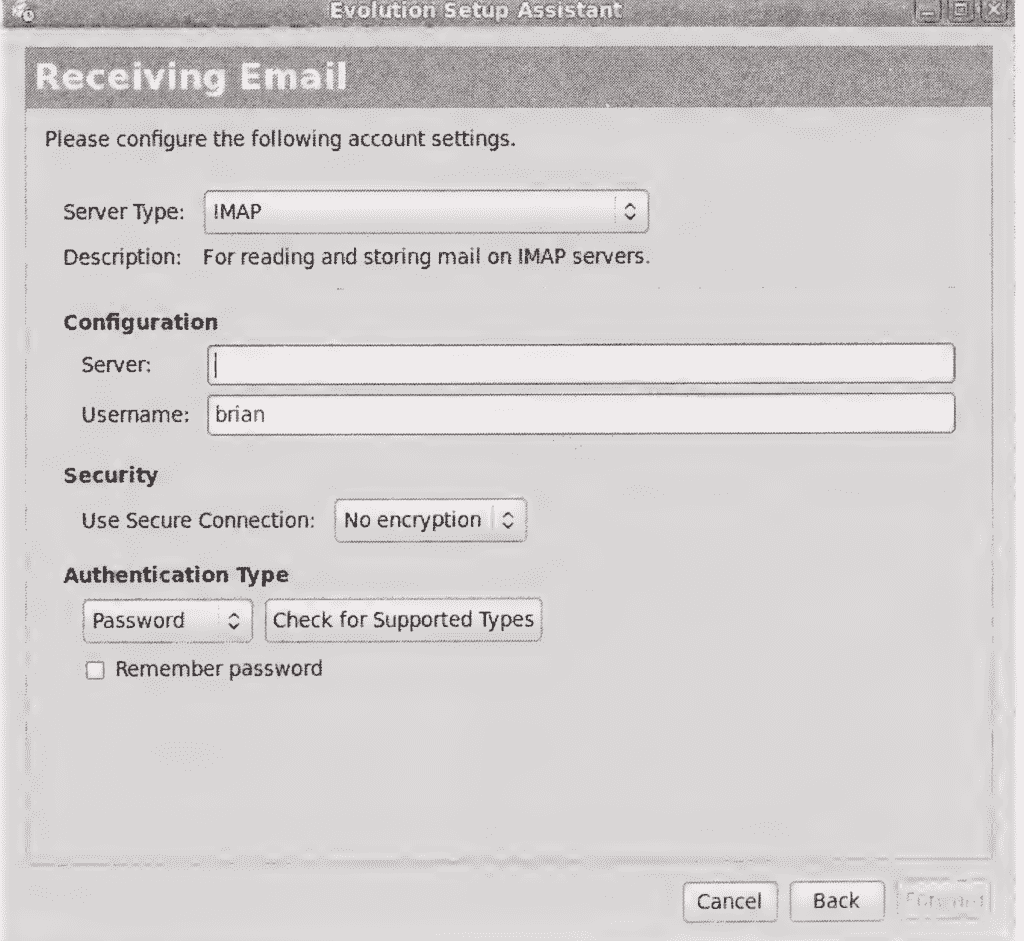 Evolution Setup Assistant
Receiving Email
Please configure the following account settings.
Server Type: IMAP
Description: For reading and storing mail on IMAP servers.
Configuration
Server:
Username: brian
Security
Use Secure Connection: No encryption
Authentication Type
Password Check for Supported Types
Remember password
Cancel Back Forward